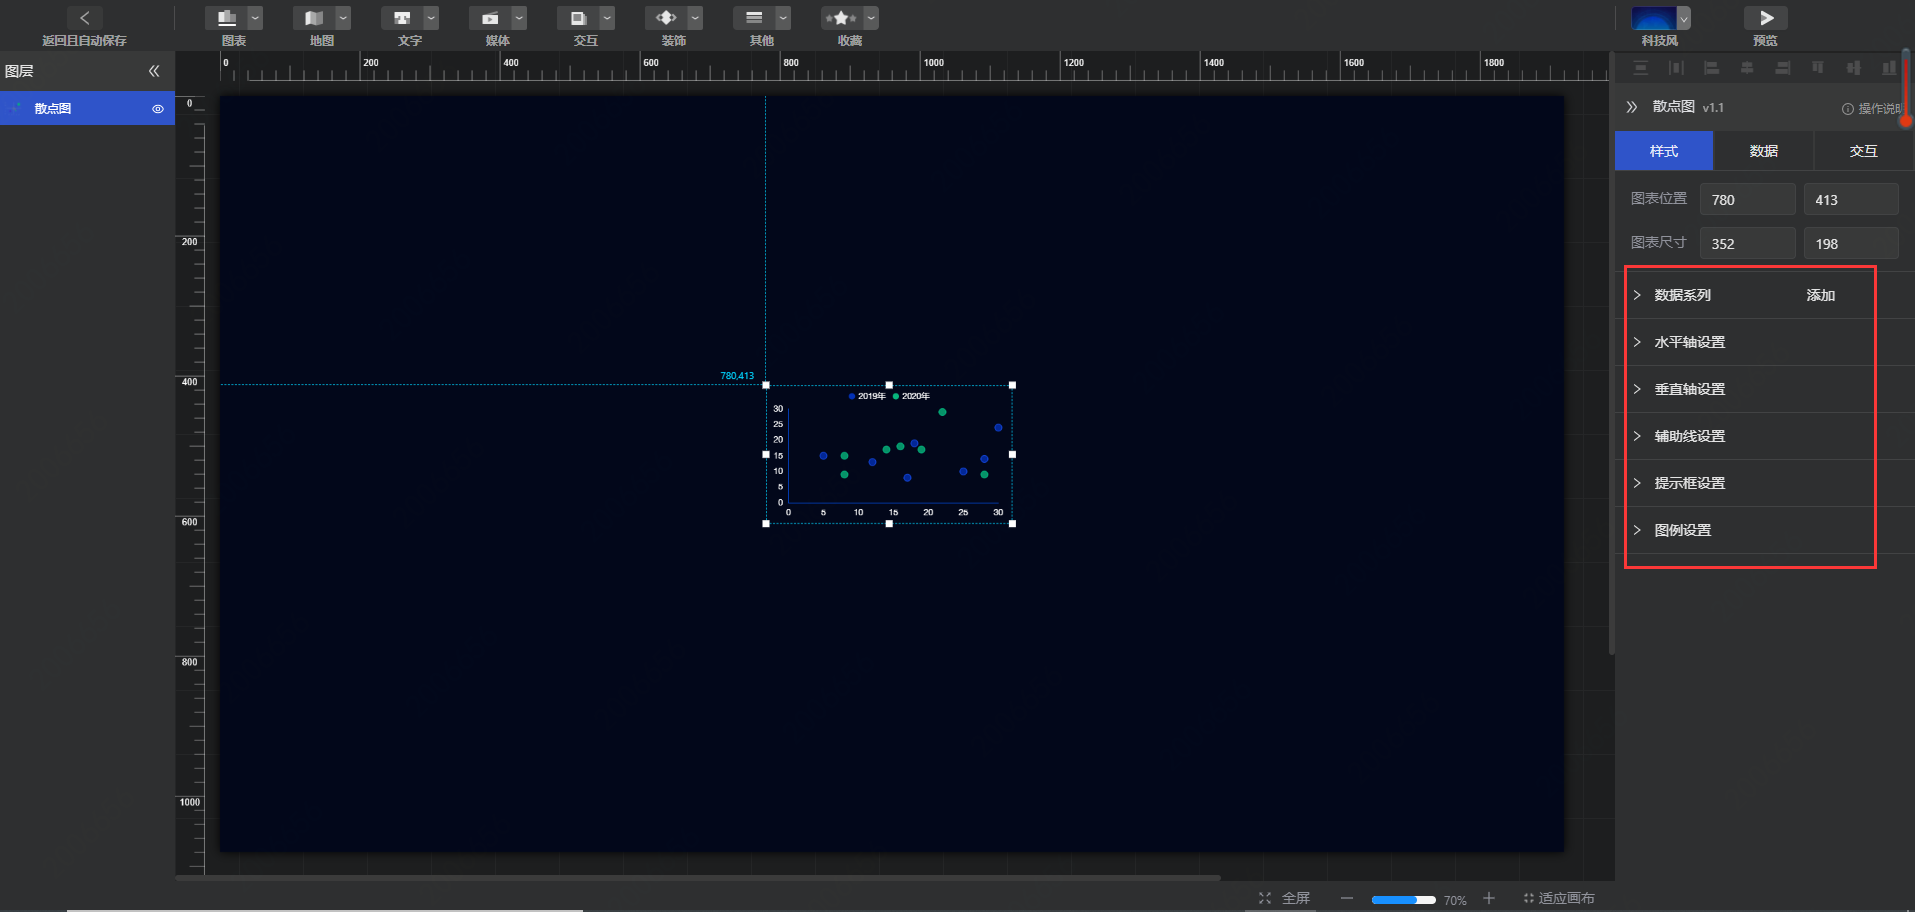 返回且自动保存
图表
地图
文字
媒体
交互
装饰
其他
收藏
科技风
预览
图层
散点图
0 200 400 600 800 1000 1200 1400 1600 1800
0
200
400
600
800
1000
780,413
2019年 2020年
30
25
20
15
10
5
0
0 5 10 15 20 25 30
散点图 v1.1
操作说明
样式 数据 交互
图表位置 780 413
图表尺寸 352 198
数据系列 添加
水平轴设置
垂直轴设置
辅助线设置
提示框设置
图例设置
全屏
70%
适应画布